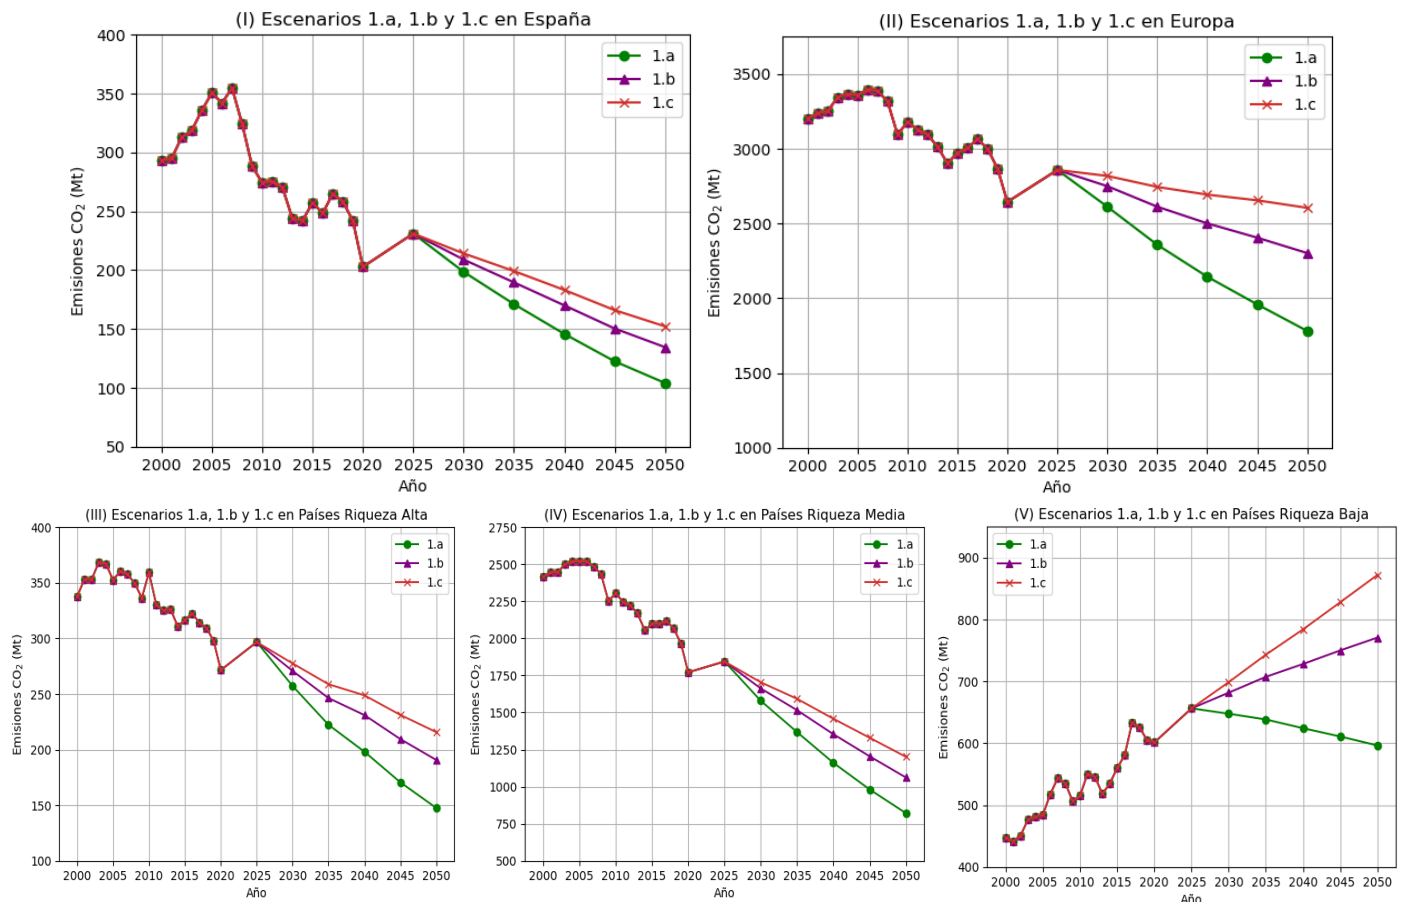 (I) Escenarios 1.a, 1.b y 1.c en España
400
350
300
250
200
150
100
50
Emisiones CO₂ (Mt)
1.a
1.b
1.c
2000 2005 2010 2015 2020 2025 2030 2035 2040 2045 2050
Año
(II) Escenarios 1.a, 1.b y 1.c en Europa
3500
3000
2500
2000
1500
1000
Emisiones CO₂ (Mt)
1.a
1.b
1.c
2000 2005 2010 2015 2020 2025 2030 2035 2040 2045 2050
Año
(III) Escenarios 1.a, 1.b y 1.c en Países Riqueza Alta
400
350
300
250
200
150
100
Emisiones CO₂ (Mt)
1.a
1.b
1.c
2000 2005 2010 2015 2020 2025 2030 2035 2040 2045 2050
Año
(IV) Escenarios 1.a, 1.b y 1.c en Países Riqueza Media
2750
2500
2250
2000
1750
1500
1250
1000
750
500
Emisiones CO₂ (Mt)
1.a
1.b
1.c
2000 2005 2010 2015 2020 2025 2030 2035 2040 2045 2050
Año
(V) Escenarios 1.a, 1.b y 1.c en Países Riqueza Baja
900
800
700
600
500
400
Emisiones CO₂ (Mt)
1.a
1.b
1.c
2000 2005 2010 2015 2020 2025 2030 2035 2040 2045 2050
Año